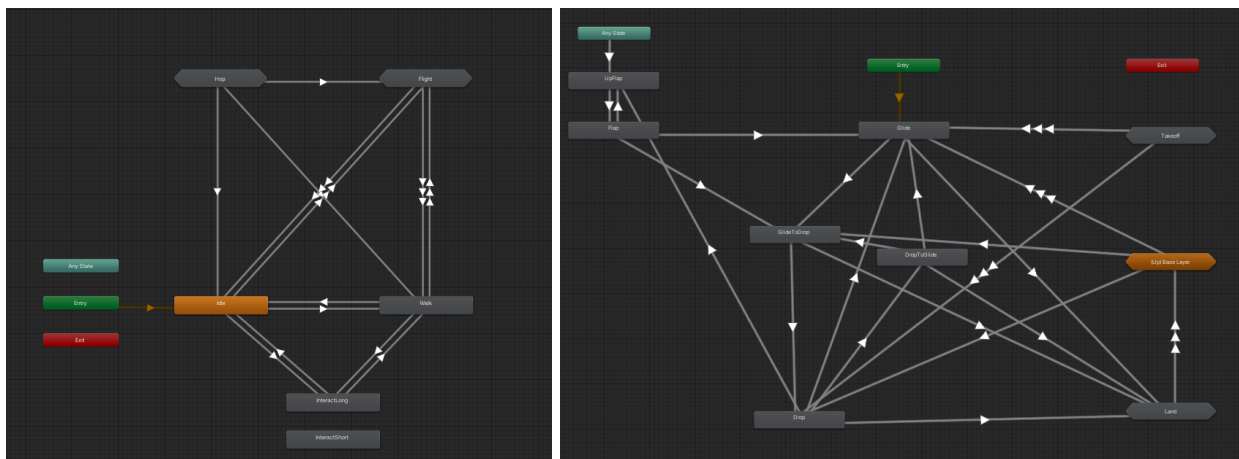 Hop
Flight
Any State
Entry
Idle
Walk
Exit
InteractLong
InteractShort
Any State
UpFlap
Entry
Exit
Flap
Glide
Takeoff
GlideToDrop
DropToGlide
(Up) Base Layer
Drop
Land